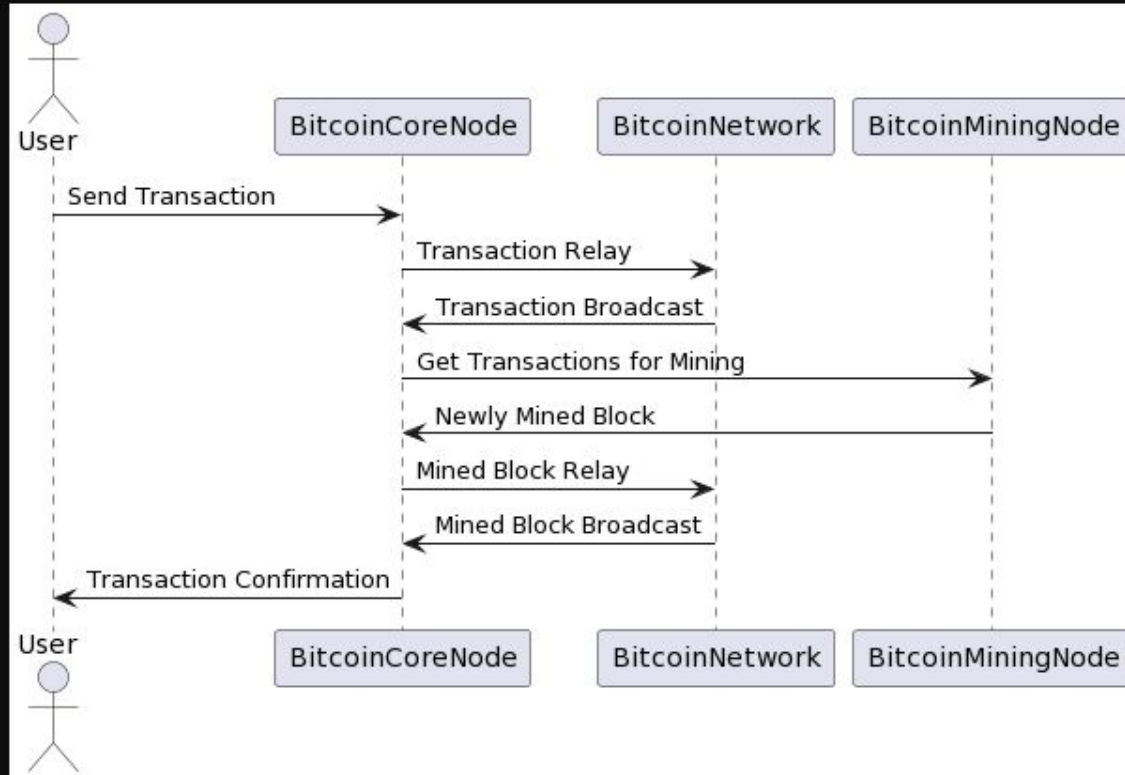 User
BitcoinCoreNode
BitcoinNetwork
BitcoinMiningNode
Send Transaction
Transaction Relay
Transaction Broadcast
Get Transactions for Mining
Newly Mined Block
Mined Block Relay
Mined Block Broadcast
Transaction Confirmation
User
BitcoinCoreNode
BitcoinNetwork
BitcoinMiningNode